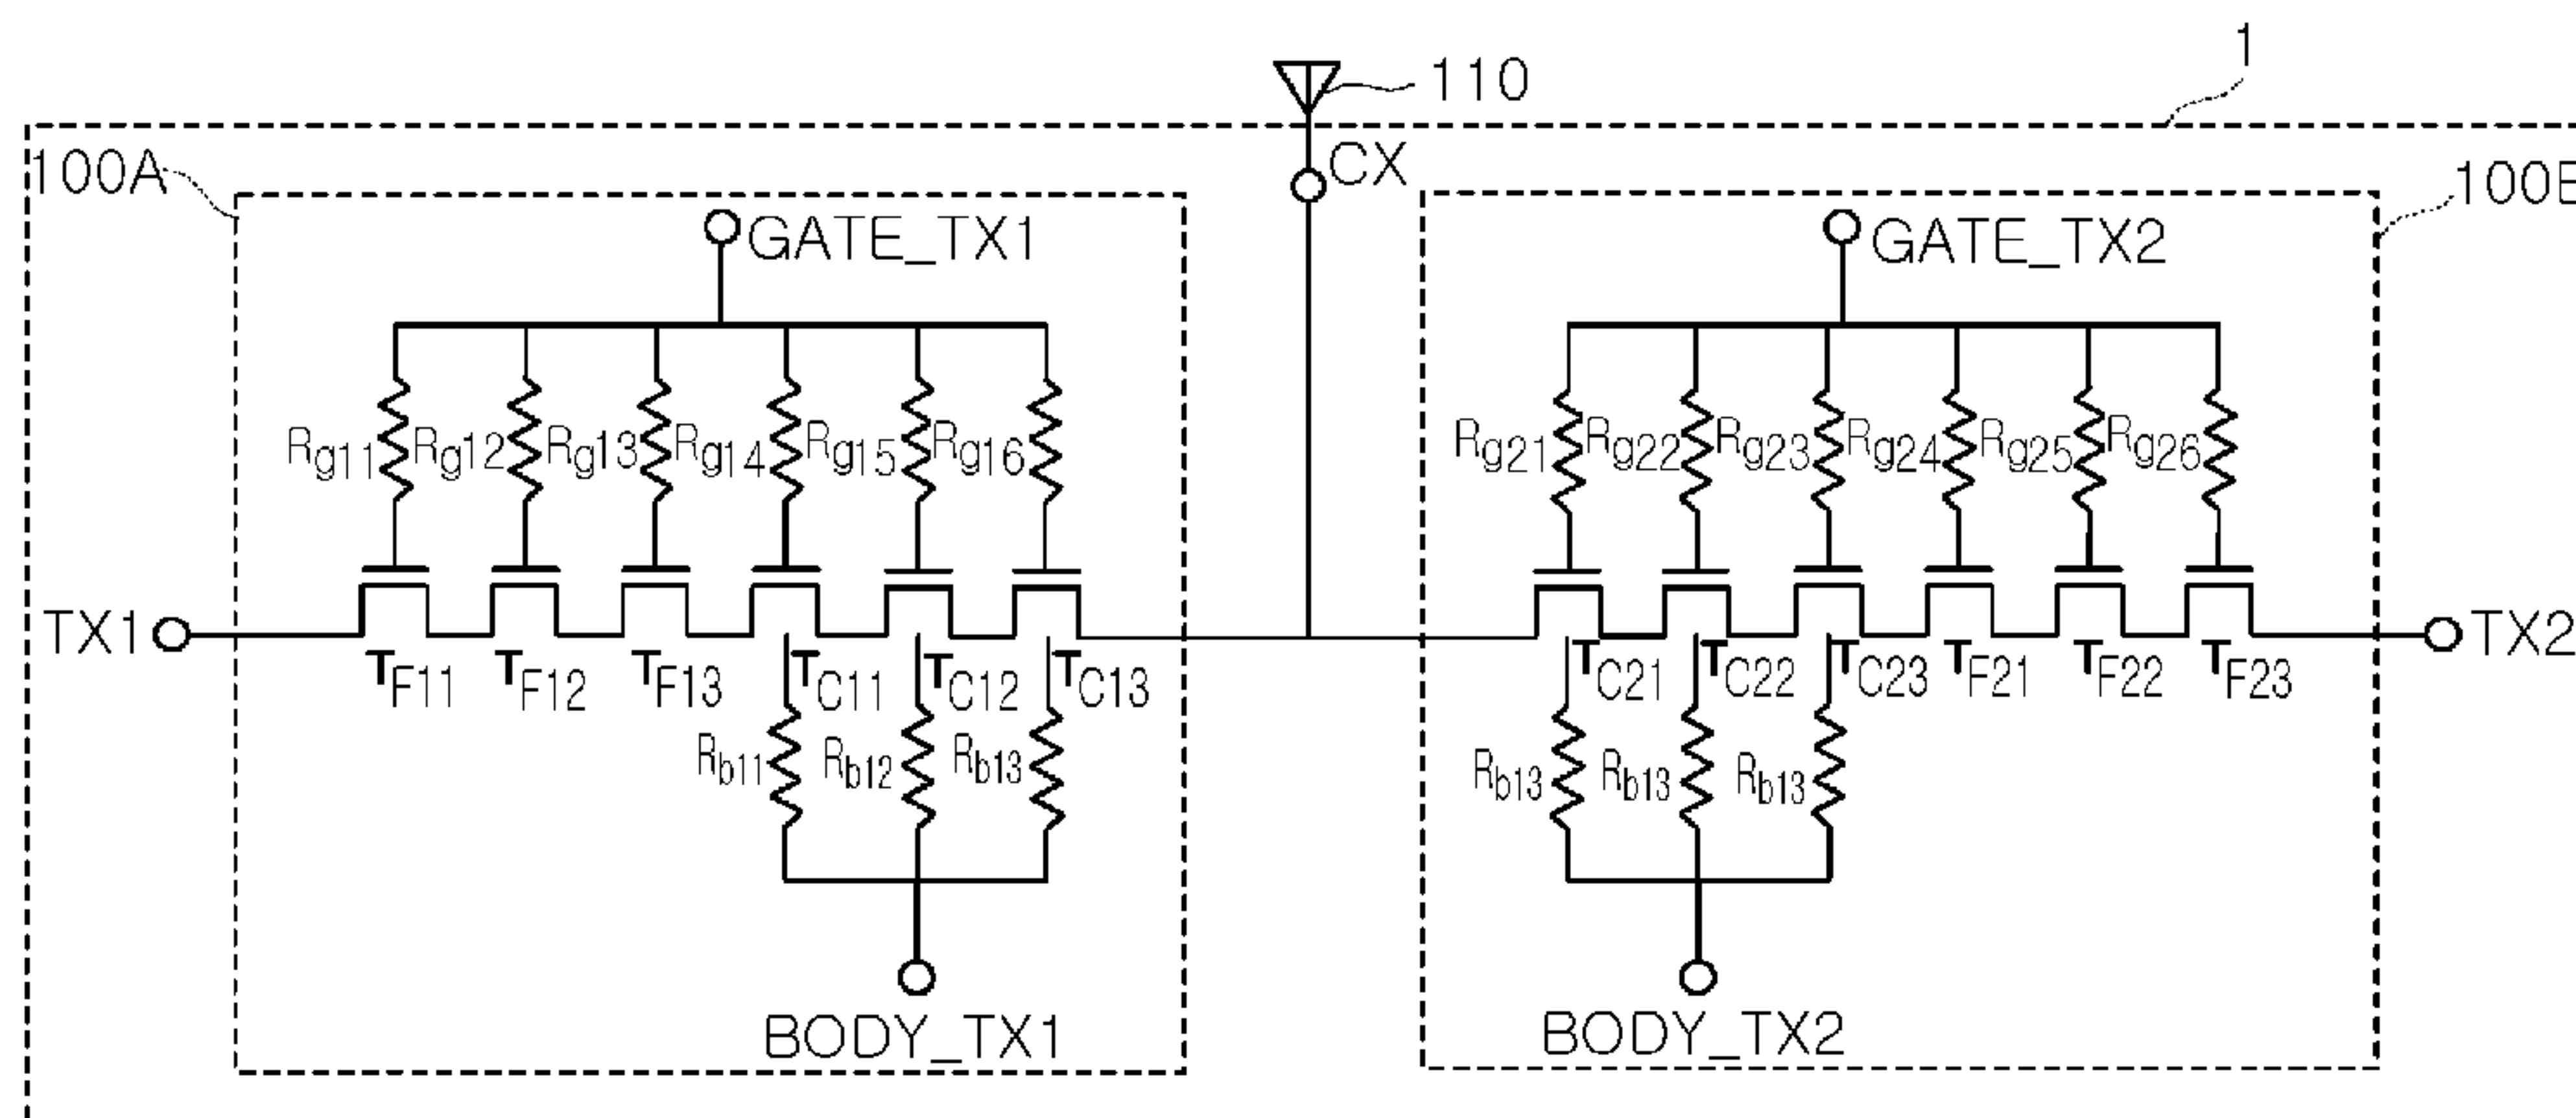 1
110
100A
CX
100B
GATE_TX1
GATE_TX2
Rg11 Rg12 Rg13 Rg14 Rg15 Rg16
Rg21 Rg22 Rg23 Rg24 Rg25 Rg26
TX1
TX2
TF11 TF12 TF13 TC11 TC12 TC13
TC21 TC22 TC23 TF21 TF22 TF23
Rb11 Rb12 Rb13
Rb13 Rb13 Rb13
BODY_TX1
BODY_TX2